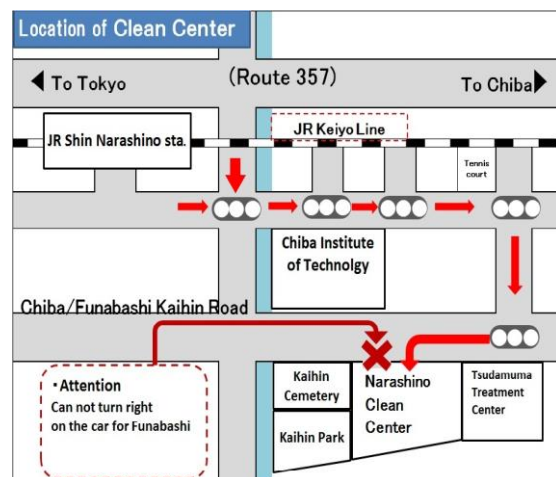 Location of Clean Center
(Route 357)
To Tokyo
To Chiba
JR Shin Narashino sta.
JR Keiyo Line
Tennis
court
Chiba Institute
of Technolgy
Chiba/Funabashi Kaihin Road
・Attention
Can not turn right
on the car for Funabashi
Kaihin
Cemetery
Kaihin Park
Narashino
Clean
Center
Tsudamuma
Treatment
Center